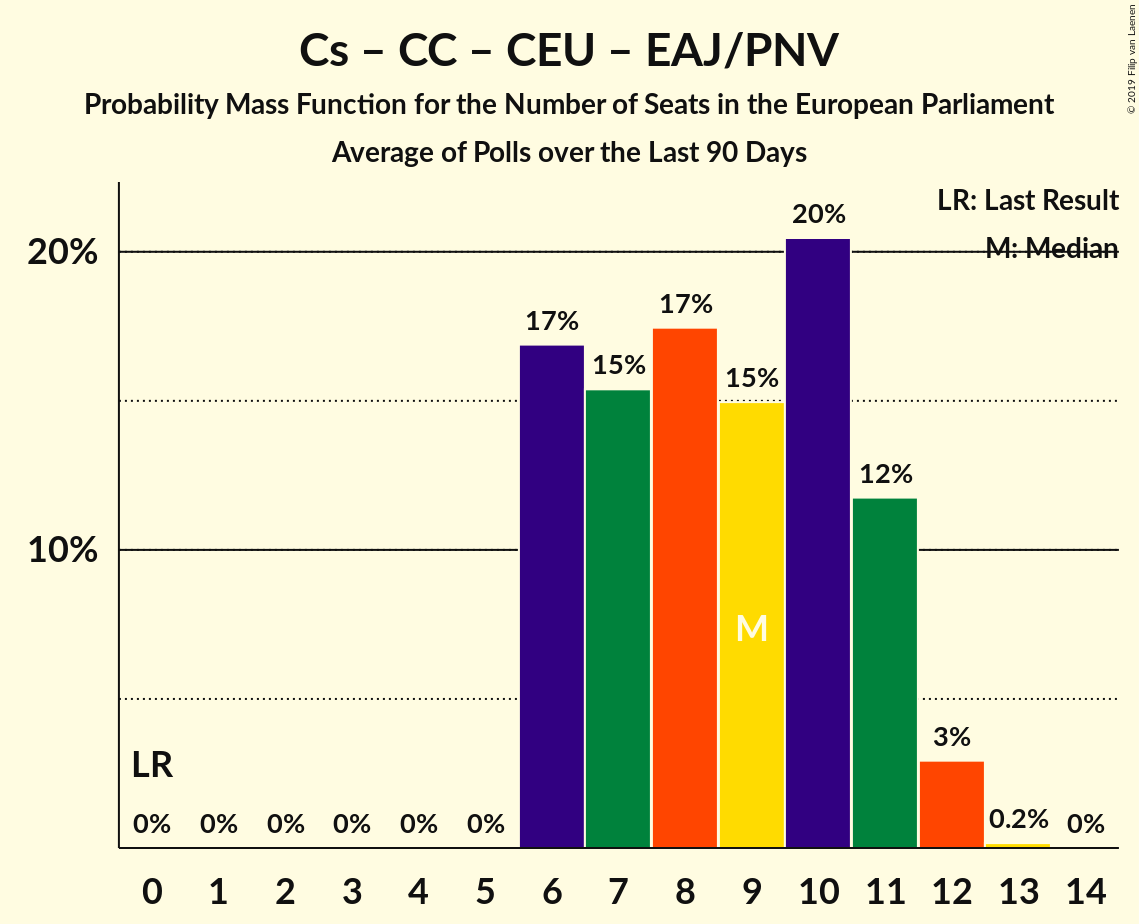 Cs – CC – CEU – EAJ/PNV
Probability Mass Function for the Number of Seats in the European Parliament
Average of Polls over the Last 90 Days
© 2019 Filip van Laenen
LR: Last Result
M: Median
20%
10%
20%
17%
17%
15%
15%
12%
M
3%
LR
0% 0% 0% 0% 0% 0% 0.2% 0%
0 1 2 3 4 5 6 7 8 9 10 11 12 13 14